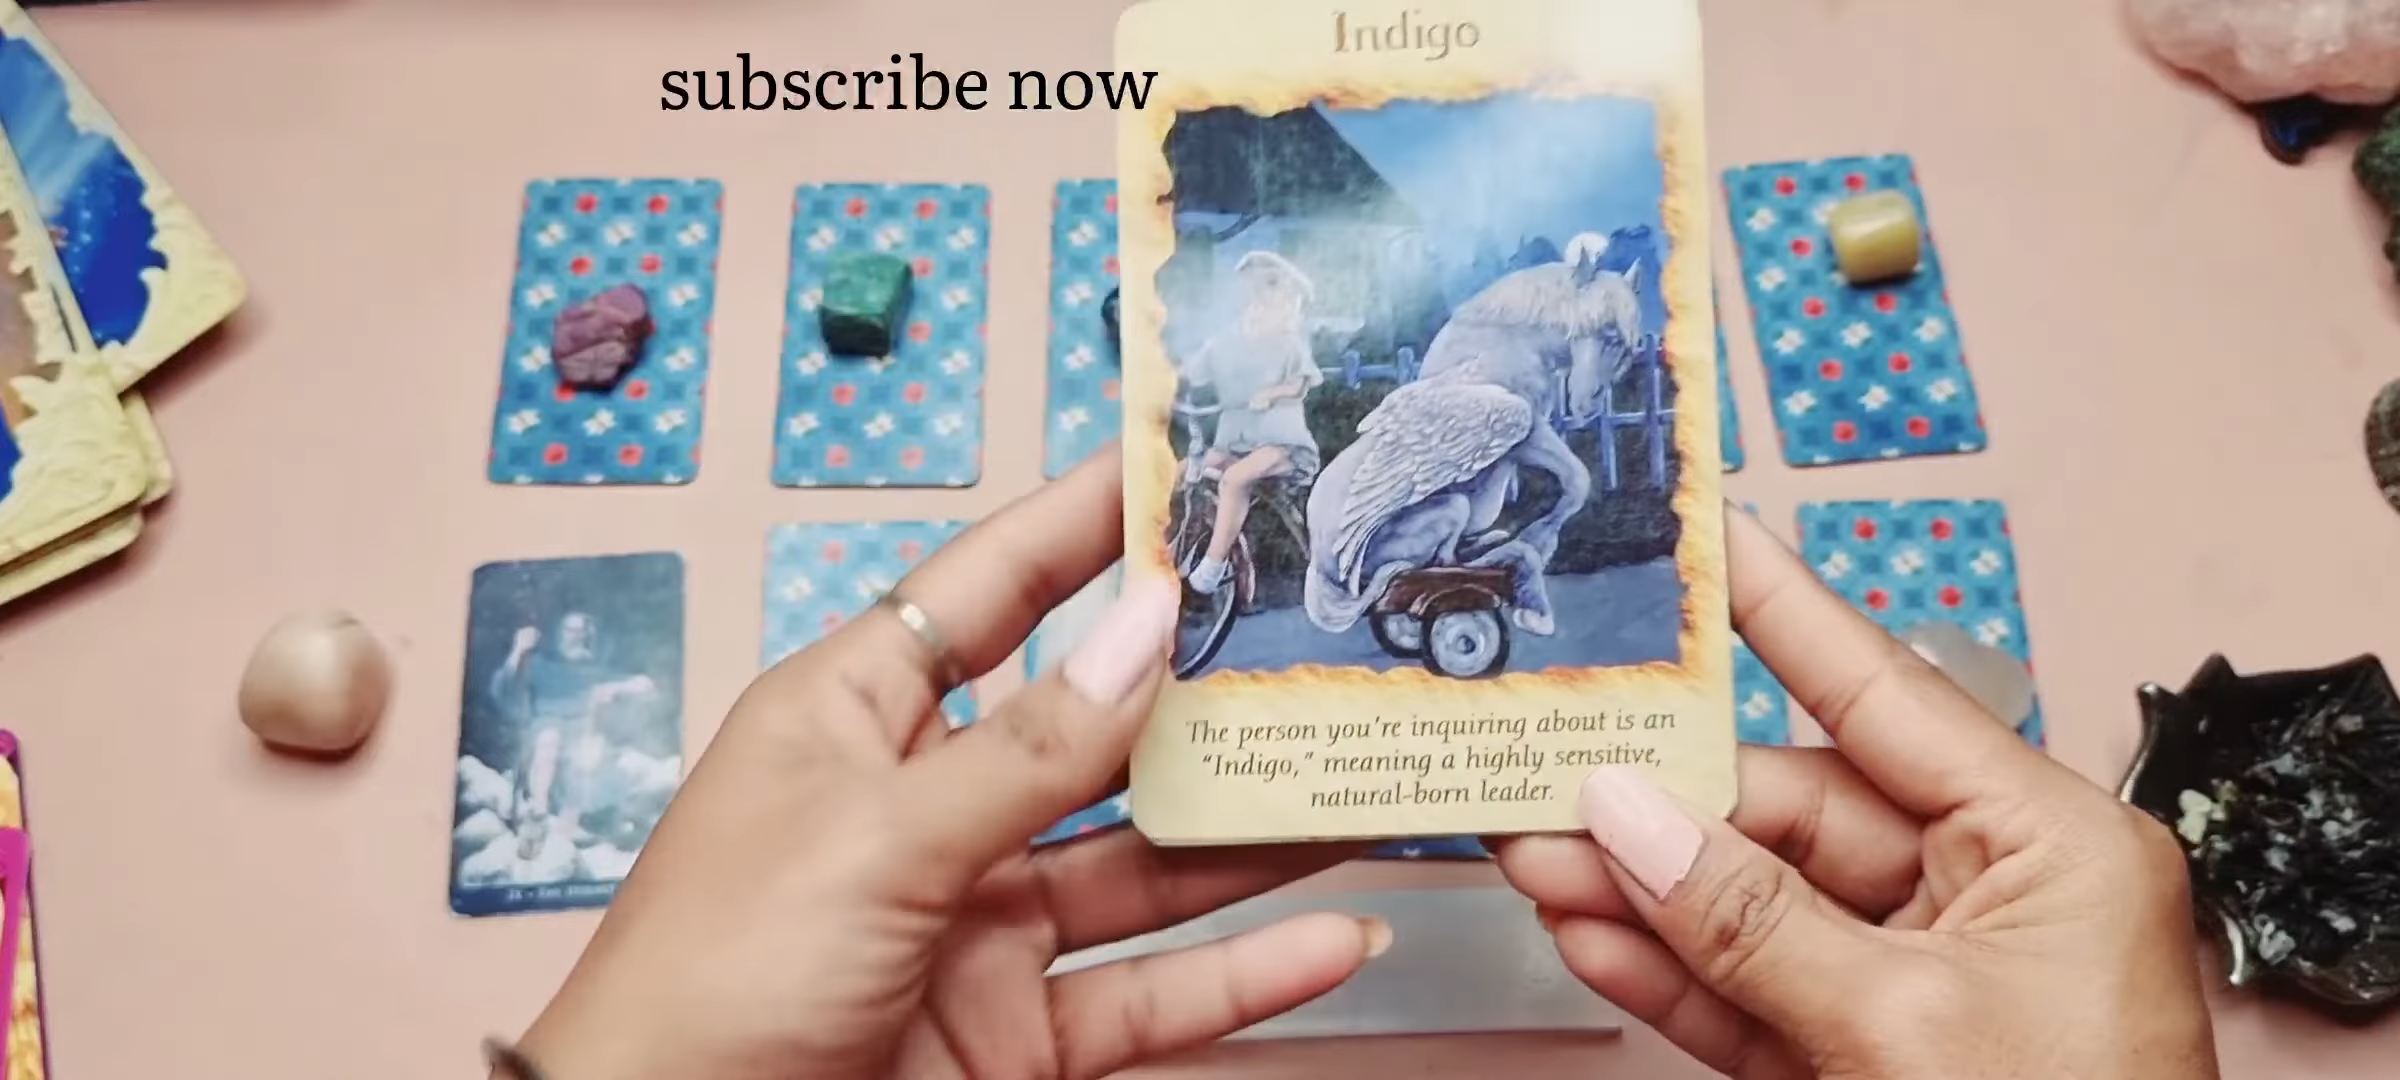 Indigo
subscribe now
The person you're inquiring about is an
"Indigo," meaning a highly sensitive,
natural-born leader.